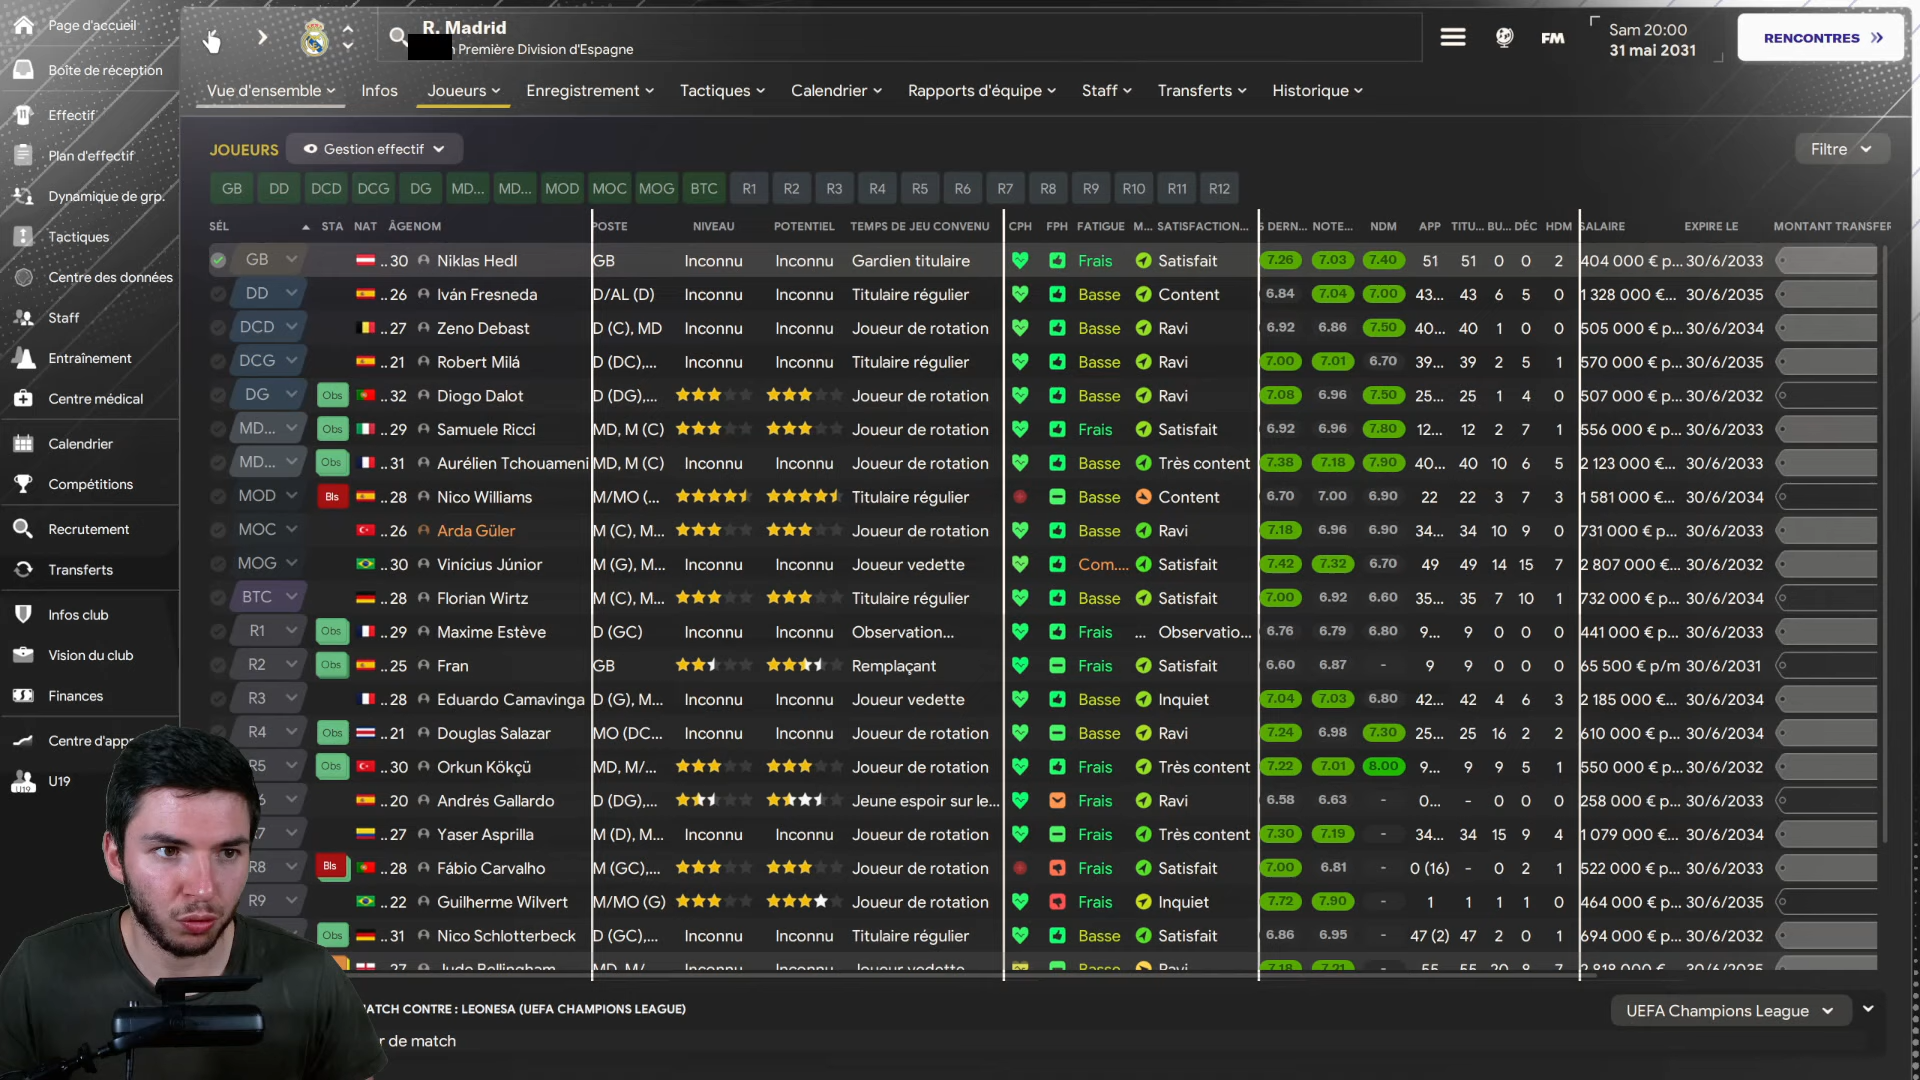 Page d'accueil
Boîte de réception
Effectif
Plan d'effectif
Dynamique de grp.
Tactiques
Centre des données
Staff
Entraînement
Centre médical
Calendrier
Compétitions
Recrutement
Transferts
Infos club
Vision du club
Finances
Centre d'app
U19
R. Madrid
Première Division d'Espagne
FM
Sam 20:00
31 mai 2031
RENCONTRES
Vue d'ensemble Infos Joueurs Enregistrement Tactiques Calendrier Rapports d'équipe Staff Transferts Historique
JOUEURS Gestion effectif Filtre
GB DD DCD DCG DG MD... MD... MOD MOC MOG BTC R1 R2 R3 R4 R5 R6 R7 R8 R9 R10 R11 R12
SÉL STA NAT ÂGE NOM POSTE NIVEAU POTENTIEL TEMPS DE JEU CONVENU CPH FPH FATIGUE M... SATISFACTION... 5 DERN... NOTE... NDM APP TITU... BU... DÉC HDM SALAIRE EXPIRE LE MONTANT TRANSFER
GB ..30 Niklas Hedl GB Inconnu Inconnu Gardien titulaire Frais Satisfait 7.26 7.03 7.40 51 51 0 0 2 404 000 € p... 30/6/2033
DD ..26 Iván Fresneda D/AL (D) Inconnu Inconnu Titulaire régulier Basse Content 6.84 7.04 7.00 43... 43 6 5 0 1 328 000 €... 30/6/2035
DCD ..27 Zeno Debast D (C), MD Inconnu Inconnu Joueur de rotation Basse Ravi 6.92 6.86 7.50 40... 40 1 0 0 505 000 € p... 30/6/2034
DCG ..21 Robert Milá D (DC),... Inconnu Inconnu Titulaire régulier Basse Ravi 7.00 7.01 6.70 39... 39 2 5 1 570 000 € p... 30/6/2035
DG Obs ..32 Diogo Dalot D (DG),... Joueur de rotation Basse Ravi 7.08 6.96 7.50 25... 25 1 4 0 507 000 € p... 30/6/2032
MD... Obs ..29 Samuele Ricci MD, M (C) Joueur de rotation Frais Satisfait 6.92 6.96 7.80 12... 12 2 7 1 556 000 € p... 30/6/2033
MD... Obs ..31 Aurélien Tchouameni MD, M (C) Inconnu Inconnu Joueur de rotation Basse Très content 7.38 7.18 7.90 40... 40 10 6 5 2 123 000 €... 30/6/2033
MOD Bls ..28 Nico Williams M/MO (... Titulaire régulier Basse Content 6.70 7.00 6.90 22 22 3 7 3 1 581 000 €... 30/6/2034
MOC ..26 Arda Güler M (C), M... Joueur de rotation Basse Ravi 7.18 6.96 6.90 34... 34 10 9 0 731 000 € p... 30/6/2033
MOG ..30 Vinícius Júnior M (G), M... Inconnu Inconnu Joueur vedette Com.... Satisfait 7.42 7.32 6.70 49 49 14 15 7 2 807 000 €... 30/6/2032
BTC ..28 Florian Wirtz M (C), M... Titulaire régulier Basse Satisfait 7.00 6.92 6.60 35... 35 7 10 1 732 000 € p... 30/6/2034
R1 Obs ..29 Maxime Estève D (GC) Inconnu Inconnu Observation... Frais ... Observatio... 6.76 6.79 6.80 9... 9 0 0 0 441 000 € p... 30/6/2033
R2 Obs ..25 Fran GB Remplaçant Frais Satisfait 6.60 6.87 - 9 9 0 0 0 65 500 € p/m 30/6/2031
R3 ..28 Eduardo Camavinga D (G), M... Inconnu Inconnu Joueur vedette Basse Inquiet 7.04 7.03 6.80 42... 42 4 6 3 2 185 000 €... 30/6/2034
R4 Obs ..21 Douglas Salazar MO (DC... Inconnu Inconnu Joueur de rotation Basse Ravi 7.24 6.98 7.30 25... 25 16 2 2 610 000 € p... 30/6/2034
R5 Obs ..30 Orkun Kökçü MD, M/... Joueur de rotation Frais Très content 7.22 7.01 8.00 9... 9 9 5 1 550 000 € p... 30/6/2032
6 ..20 Andrés Gallardo D (DG),... Jeune espoir sur le... Frais Ravi 6.58 6.63 - 0... - 0 0 0 258 000 € p... 30/6/2033
7 ..27 Yaser Asprilla M (D), M... Inconnu Inconnu Joueur de rotation Frais Très content 7.30 7.19 - 34... 34 15 9 4 1 079 000 €... 30/6/2034
R8 Bls ..28 Fábio Carvalho M (GC),... Joueur de rotation Frais Satisfait 7.00 6.81 - 0 (16) - 0 2 1 522 000 € p... 30/6/2033
R9 ..22 Guilherme Wilvert M/MO (G) Joueur de rotation Frais Inquiet 7.72 7.90 - 1 1 1 1 0 464 000 € p... 30/6/2035
Obs ..31 Nico Schlotterbeck D (GC),... Inconnu Inconnu Titulaire régulier Basse Satisfait 6.86 6.95 - 47 (2) 47 2 0 1 694 000 € p... 30/6/2032
..27 Jude Bellingham MD, M/... Inconnu Inconnu Joueur vedette Basse Ravi 7.18 7.21 - 55 55 20 8 7 2 818 000 €... 30/6/2035
ATCH CONTRE : LEONESA (UEFA CHAMPIONS LEAGUE)
UEFA Champions League
r de match